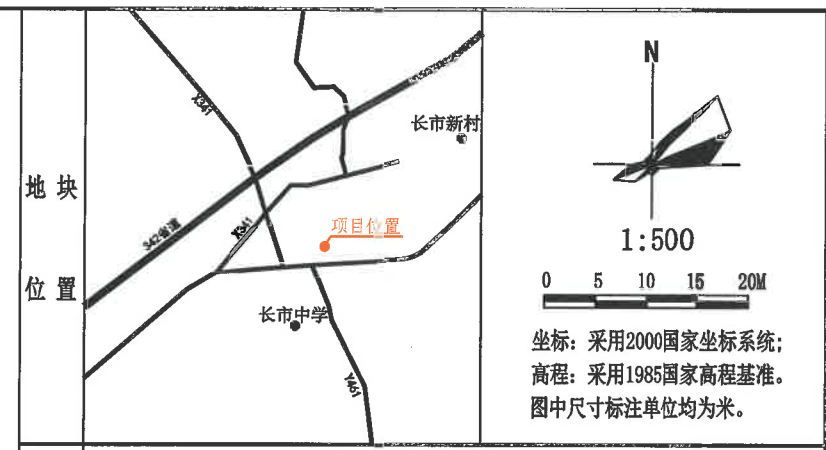 地块
位置
X341
342省道
X341
长市新村
项目位置
长市中学
Y461
N
1:500
0 5 10 15 20M
坐标：采用2000国家坐标系统;
高程：采用1985国家高程基准。
图中尺寸标注单位均为米。